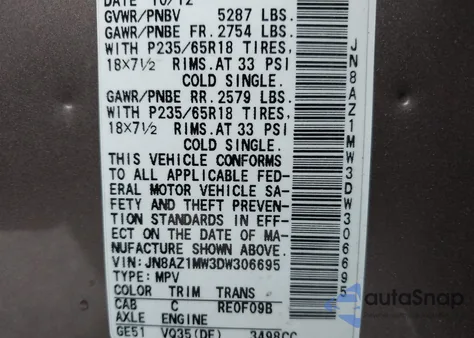 DATE 10/12
GVWR/PNBV 5287 LBS.
GAWR/PNBE FR. 2754 LBS.
WITH P235/65R18 TIRES,
18×7½ RIMS.AT 33 PSI
COLD SINGLE.
GAWR/PNBE RR. 2579 LBS.
WITH P235/65R18 TIRES,
18×7½ RIMS.AT 33 PSI
COLD SINGLE.
THIS VEHICLE CONFORMS
TO ALL APPLICABLE FED-
ERAL MOTOR VEHICLE SA-
FETY AND THEFT PREVEN-
TION STANDARDS IN EFF-
ECT ON THE DATE OF MA-
NUFACTURE SHOWN ABOVE.
VIN: JN8AZ1MW3DW306695
TYPE: MPV
COLOR TRIM TRANS
CAB C RE0F09B
AXLE ENGINE
GE51 VQ35(DE) 3498CC
JN8AZ1MW3DW306695
autoSnap